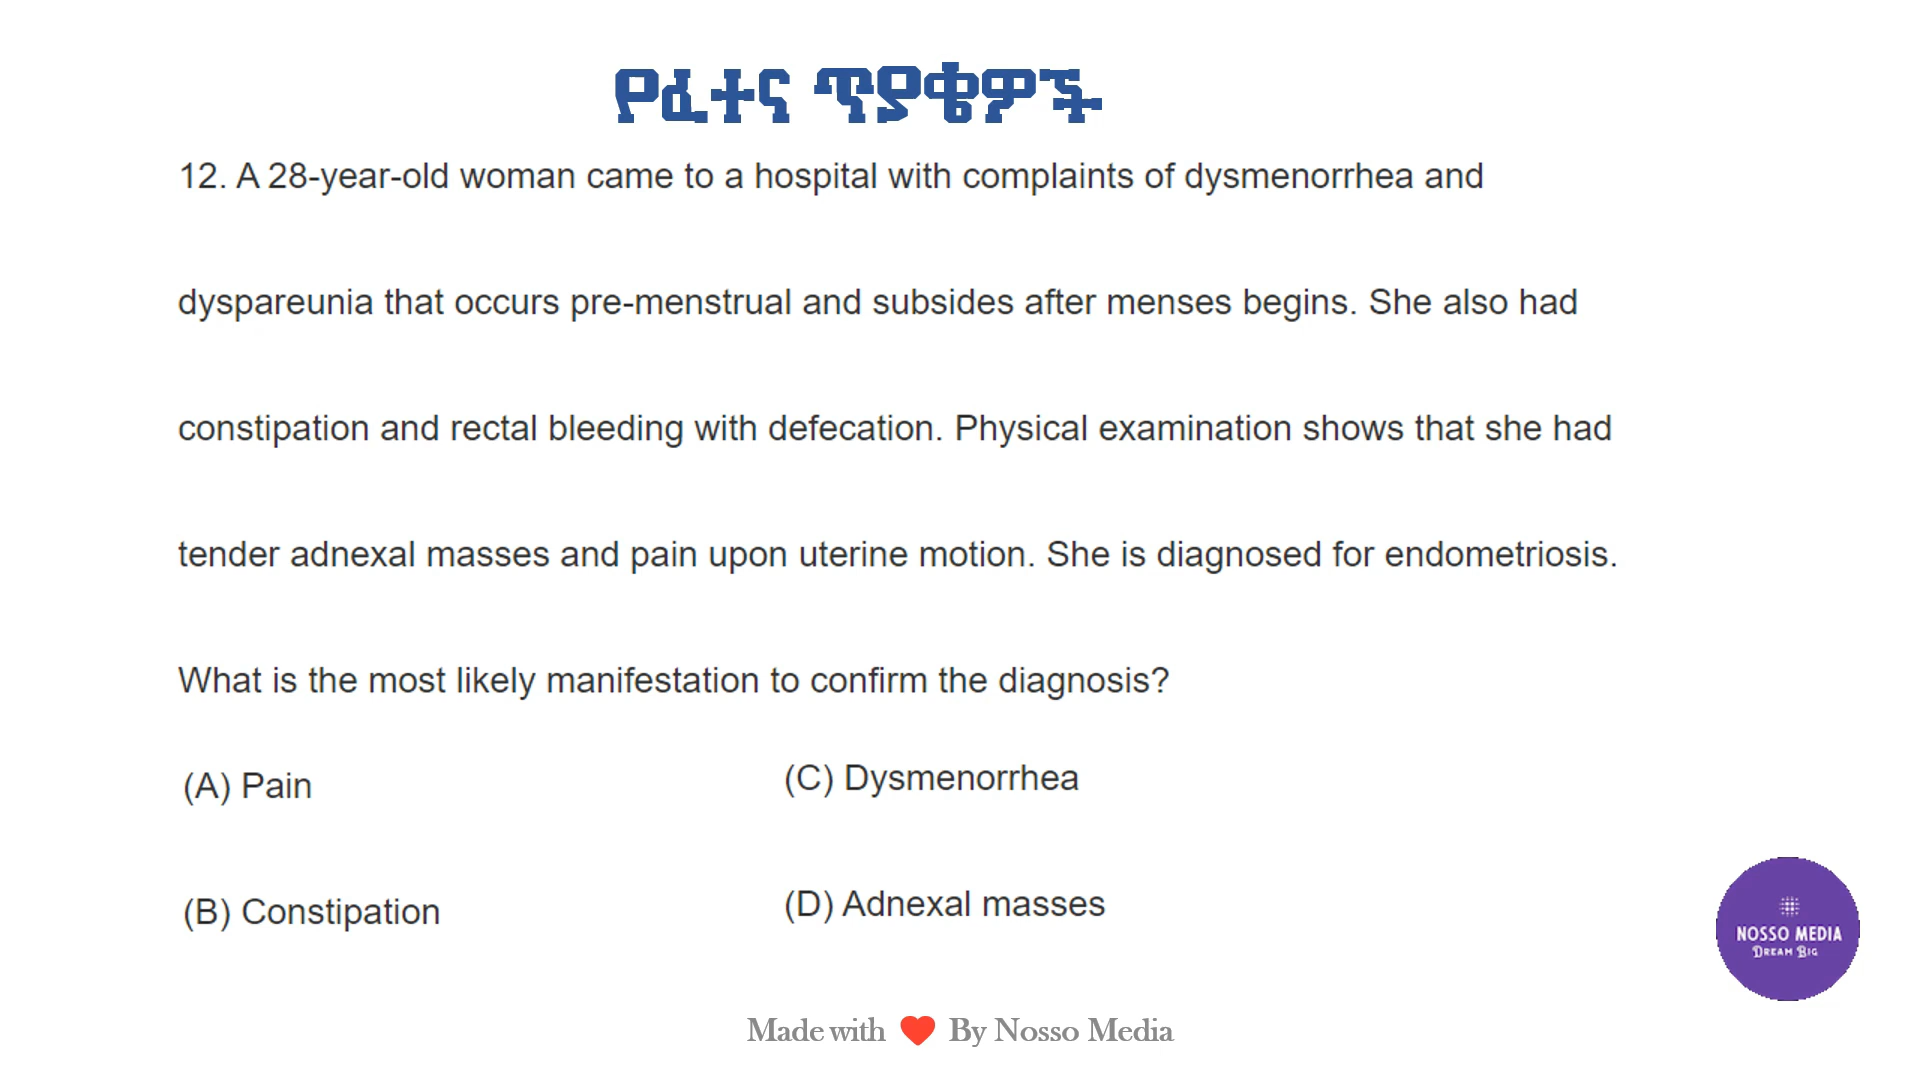 የፈተና ጥያቄዎች
12. A 28-year-old woman came to a hospital with complaints of dysmenorrhea and
dyspareunia that occurs pre-menstrual and subsides after menses begins. She also had
constipation and rectal bleeding with defecation. Physical examination shows that she had
tender adnexal masses and pain upon uterine motion. She is diagnosed for endometriosis.
What is the most likely manifestation to confirm the diagnosis?
(A) Pain
(C) Dysmenorrhea
(B) Constipation
(D) Adnexal masses
NOSSO MEDIA
DREAM BIG
Made with ❤ By Nosso Media